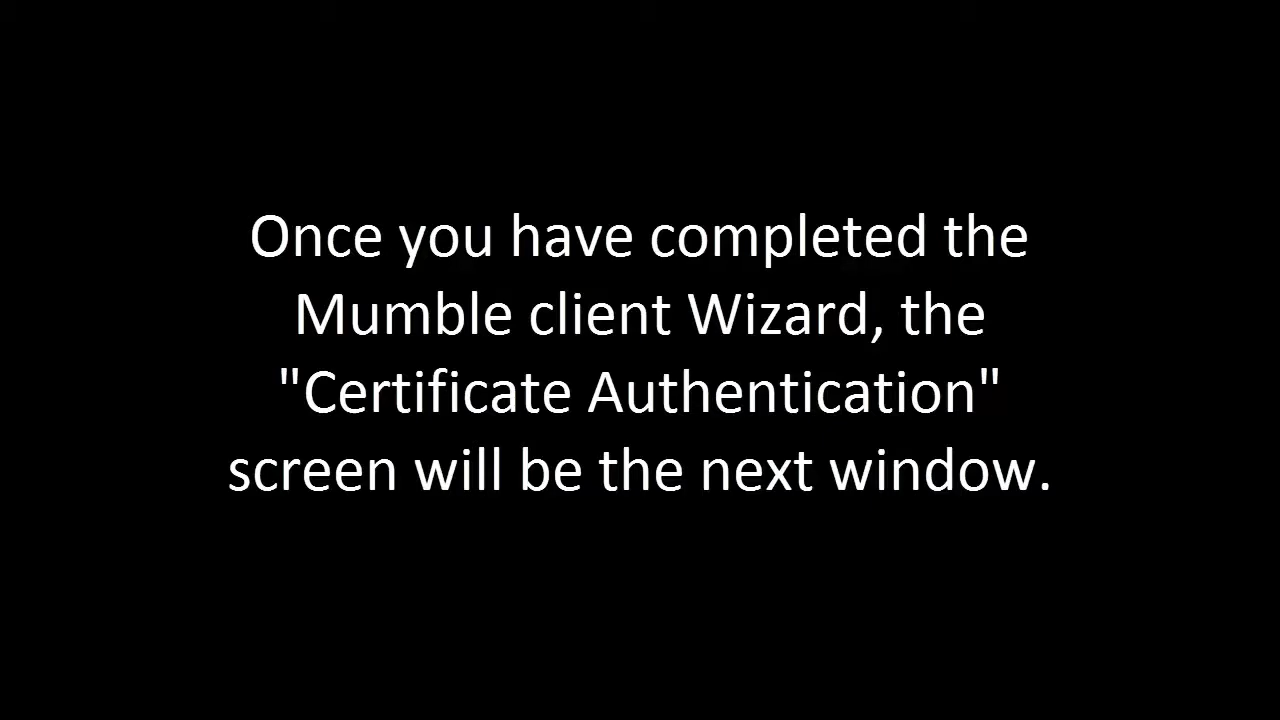 Once you have completed the
Mumble client Wizard, the
"Certificate Authentication"
screen will be the next window.